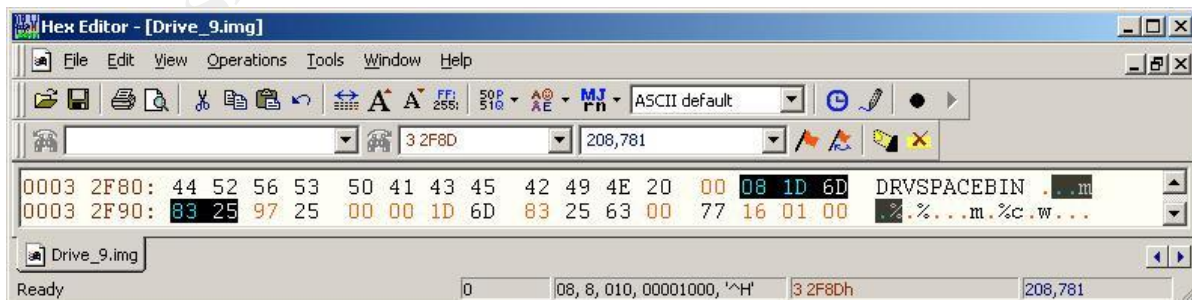 Hex Editor - [Drive_9.img]
File Edit View Operations Tools Window Help
ASCII default
3 2F8D 208,781
0003 2F80: 44 52 56 53 50 41 43 45 42 49 4E 20 00 08 1D 6D DRVSPACEBIN ...m
0003 2F90: 83 25 97 25 00 00 1D 6D 83 25 63 00 77 16 01 00 .%.%...m.%c.w...
Drive_9.img
Ready 0 08, 8, 010, 00001000, '^H' 3 2F8Dh 208,781